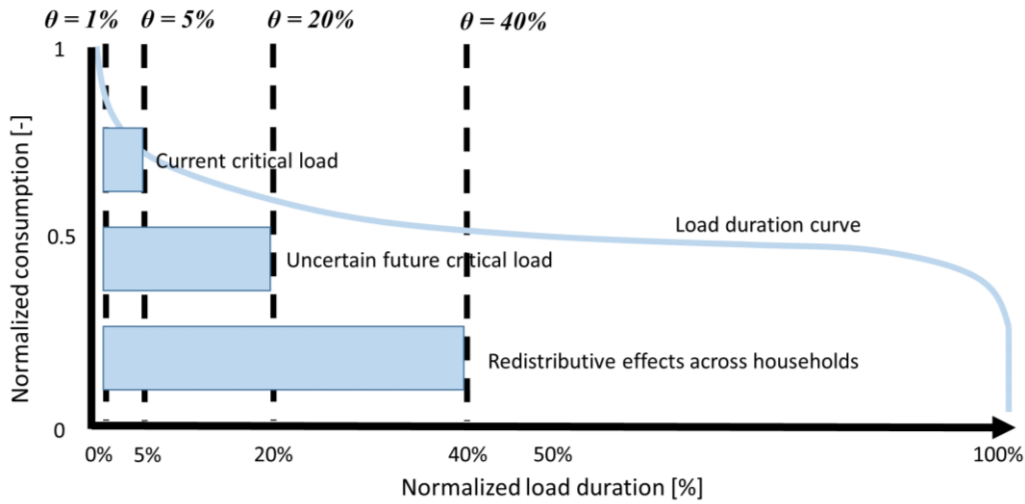 θ = 1% θ = 5% θ = 20% θ = 40%
1
Normalized consumption [-]
Current critical load
Load duration curve
0.5
Uncertain future critical load
Redistributive effects across households
0
0% 5% 20% 40% 50% 100%
Normalized load duration [%]